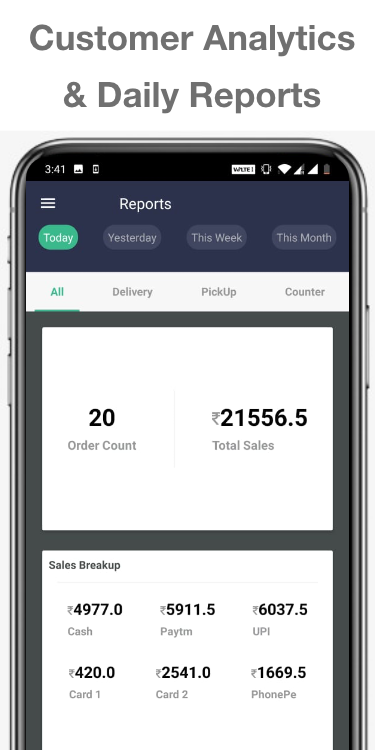 Customer Analytics
& Daily Reports
3:41
VoLTE 1
Reports
Today Yesterday This Week This Month
All Delivery PickUp Counter
20 ₹21556.5
Order Count Total Sales
Sales Breakup
₹4977.0 ₹5911.5 ₹6037.5
Cash Paytm UPI
₹420.0 ₹2541.0 ₹1669.5
Card 1 Card 2 PhonePe